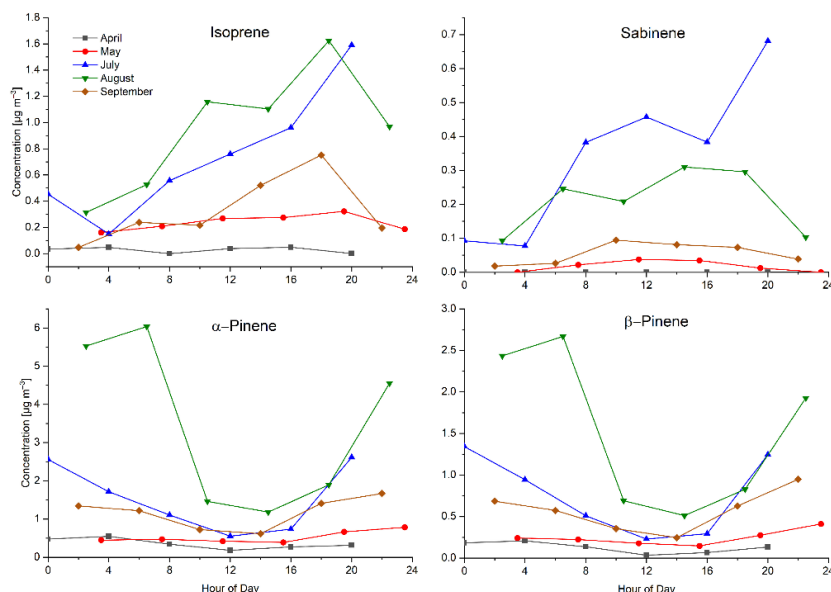 Isoprene
April
May
July
August
September
Concentration [µg m⁻³]
1.8
1.6
1.4
1.2
1.0
0.8
0.6
0.4
0.2
0.0
0 4 8 12 16 20 24
Sabinene
0.7
0.6
0.5
0.4
0.3
0.2
0.1
0.0
0 4 8 12 16 20 24
α−Pinene
Concentration [µg m⁻³]
6
5
4
3
2
1
0
0 4 8 12 16 20 24
Hour of Day
β−Pinene
3.0
2.5
2.0
1.5
1.0
0.5
0.0
0 4 8 12 16 20 24
Hour of Day